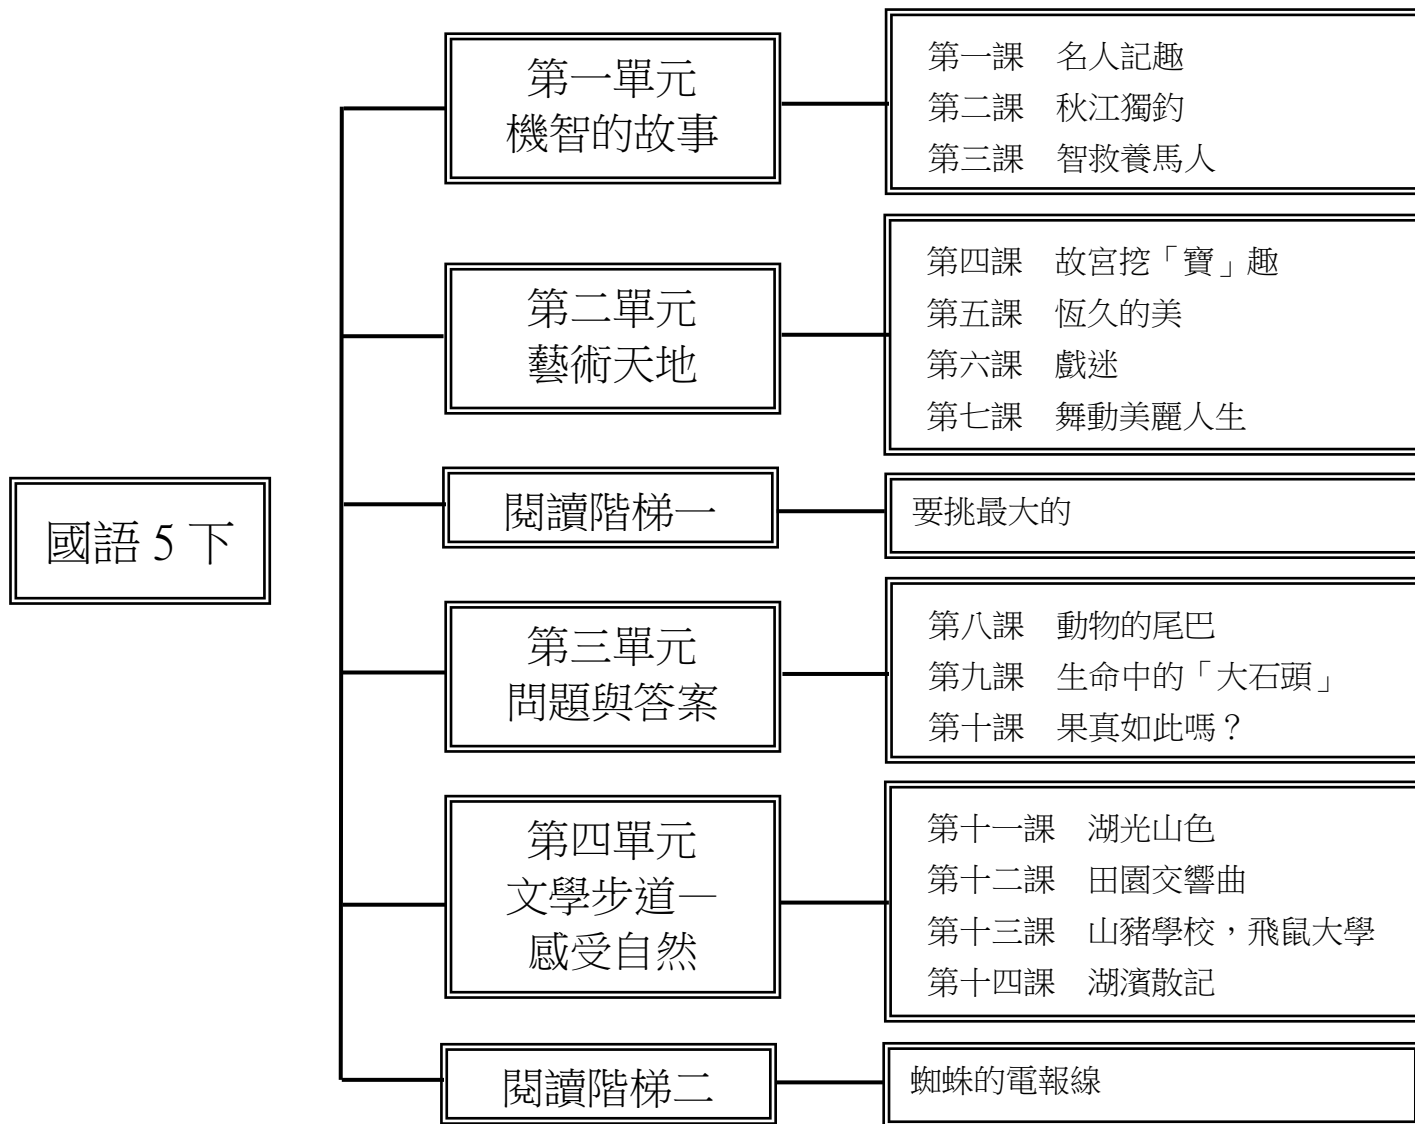 國語 5 下
第一單元
機智的故事
第一課　名人記趣
第二課　秋江獨釣
第三課　智救養馬人
第二單元
藝術天地
第四課　故宮挖「寶」趣
第五課　恆久的美
第六課　戲迷
第七課　舞動美麗人生
閱讀階梯一
要挑最大的
第三單元
問題與答案
第八課　動物的尾巴
第九課　生命中的「大石頭」
第十課　果真如此嗎？
第四單元
文學步道—
感受自然
第十一課　湖光山色
第十二課　田園交響曲
第十三課　山豬學校，飛鼠大學
第十四課　湖濱散記
閱讀階梯二
蜘蛛的電報線